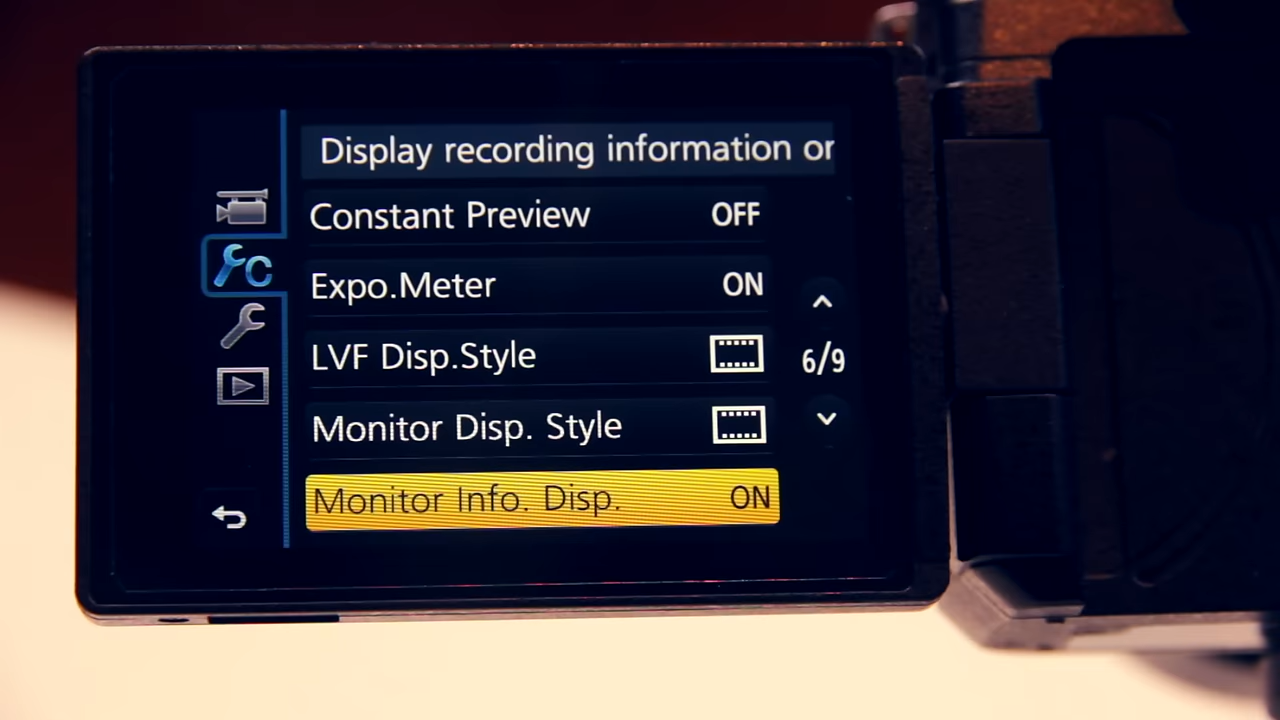 Display recording information or
Constant Preview OFF
Expo.Meter ON
LVF Disp.Style
6/9
Monitor Disp. Style
Monitor Info. Disp. ON
C